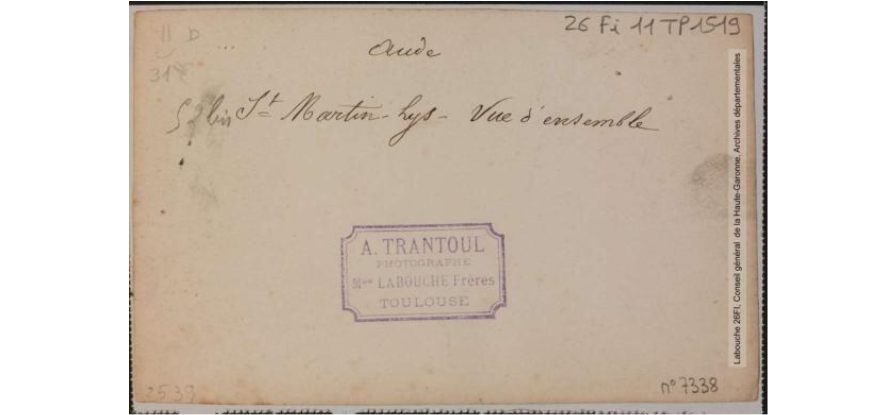 26 Fi 11 TP1519
11 D
Aude
318
52 bis St Martin-lys - Vue d'ensemble
A. TRANTOUL
PHOTOGRAPHE
Mon LABOUCHE Frères
TOULOUSE
2539
n° 7338
Labouche 26FI, Conseil général de la Haute-Garonne, Archives départementales